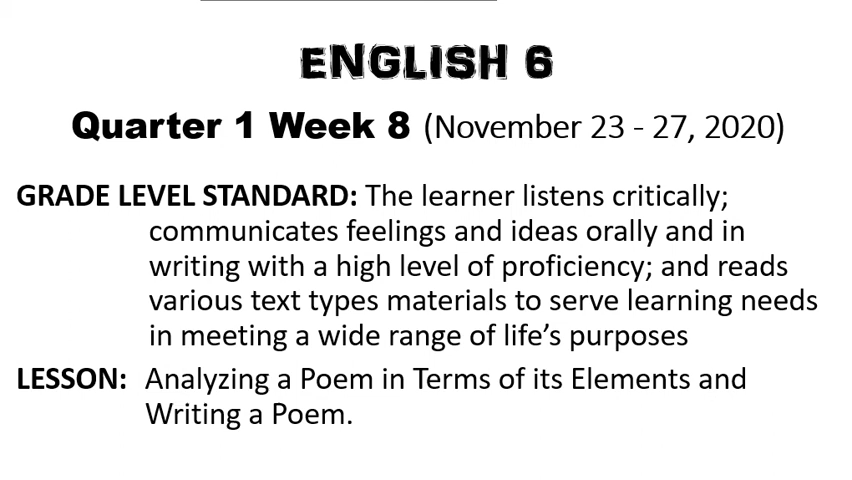 ENGLISH 6
Quarter 1 Week 8 (November 23 - 27, 2020)
GRADE LEVEL STANDARD: The learner listens critically;
communicates feelings and ideas orally and in
writing with a high level of proficiency; and reads
various text types materials to serve learning needs
in meeting a wide range of life’s purposes
LESSON: Analyzing a Poem in Terms of its Elements and
Writing a Poem.